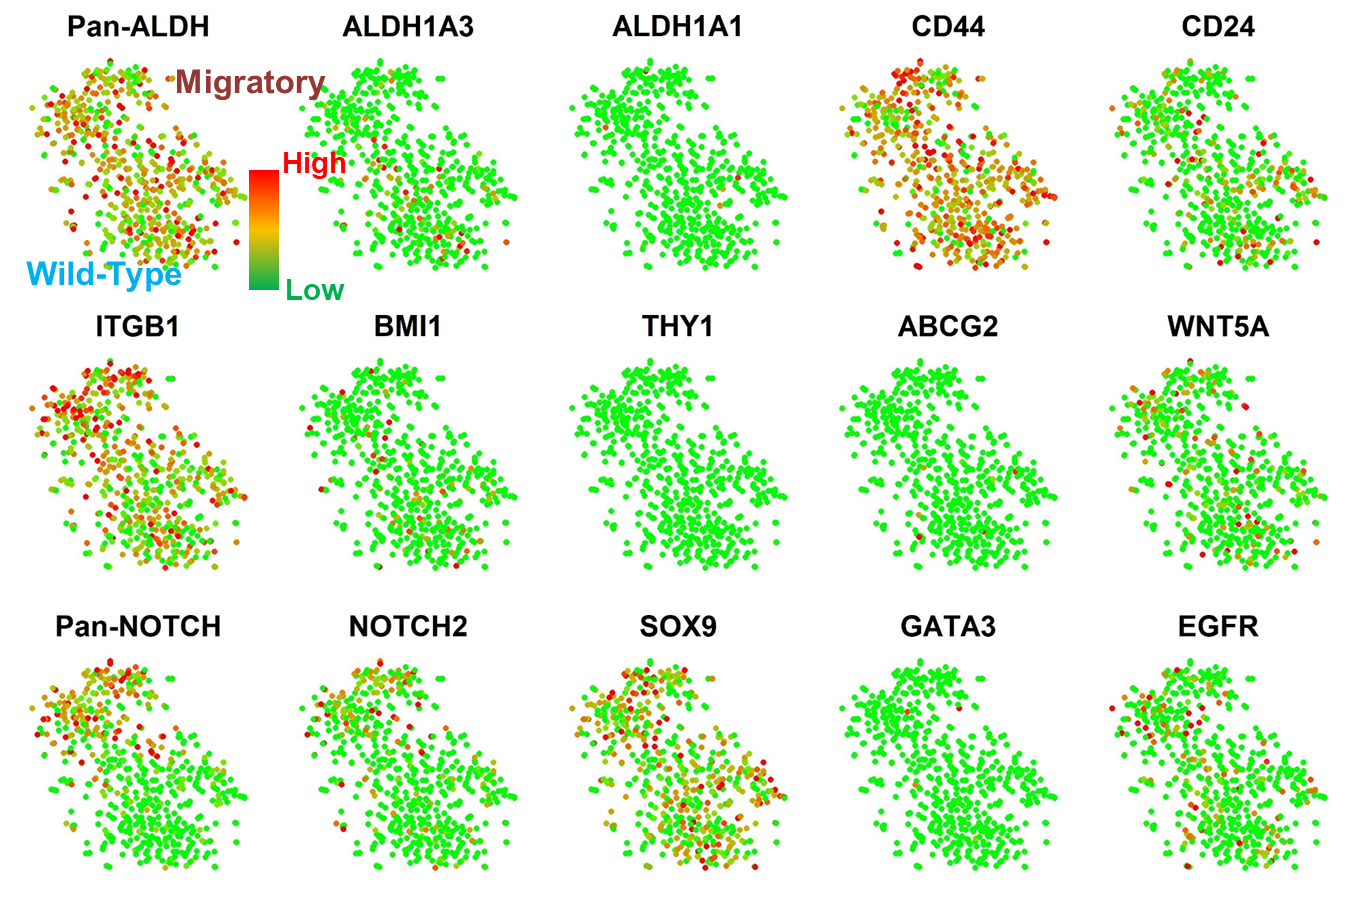 Pan-ALDH
ALDH1A3
ALDH1A1
CD44
CD24
Migratory
High
Wild-Type
Low
ITGB1
BMI1
THY1
ABCG2
WNT5A
Pan-NOTCH
NOTCH2
SOX9
GATA3
EGFR